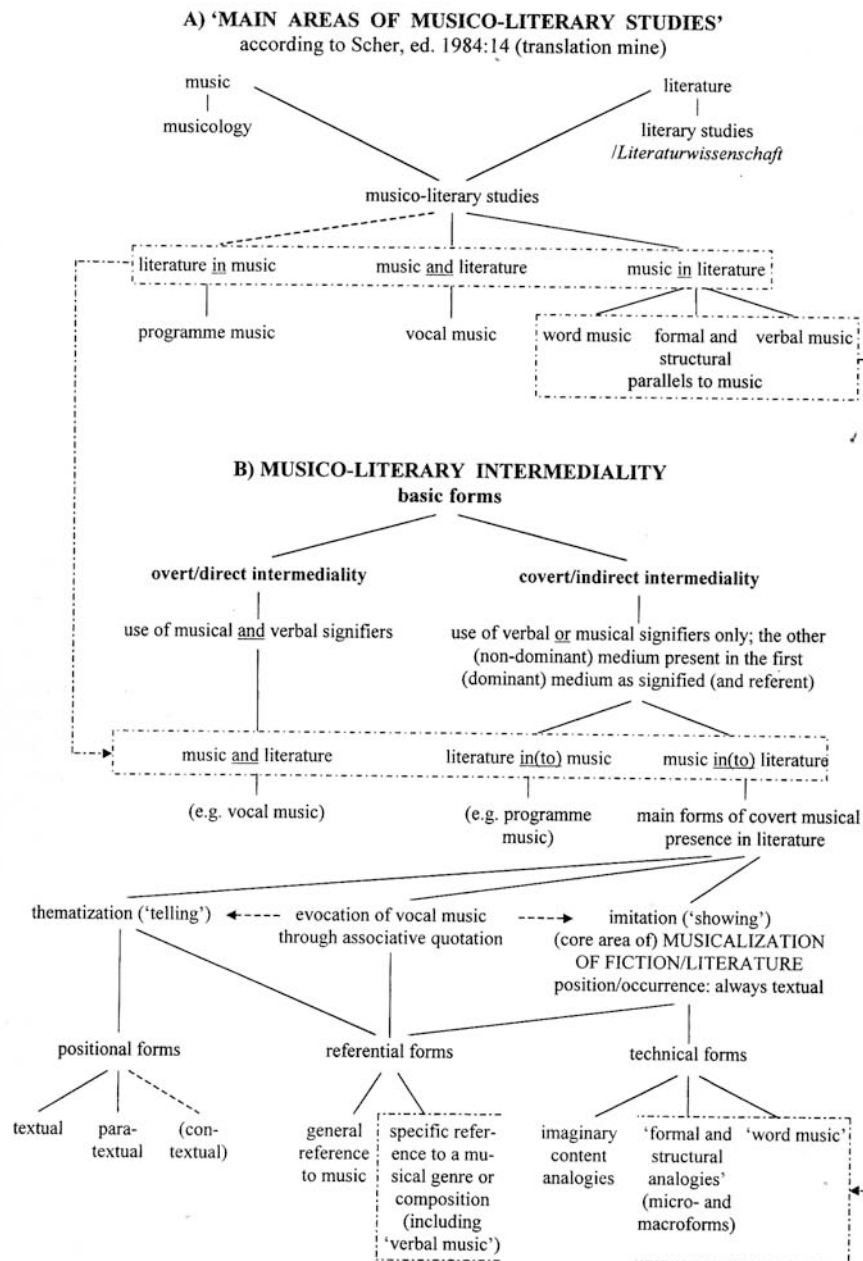 A) ‘MAIN AREAS OF MUSICO-LITERARY STUDIES’
according to Scher, ed. 1984:14 (translation mine)
music
literature
musicology
literary studies
/Literaturwissenschaft
musico-literary studies
literature in music
music and literature
music in literature
programme music
vocal music
word music
formal and
structural
parallels to music
verbal music
B) MUSICO-LITERARY INTERMEDIALITY
basic forms
overt/direct intermediality
covert/indirect intermediality
use of musical and verbal signifiers
use of verbal or musical signifiers only; the other
(non-dominant) medium present in the first
(dominant) medium as signified (and referent)
music and literature
literature in(to) music
music in(to) literature
(e.g. vocal music)
(e.g. programme
music)
main forms of covert musical
presence in literature
thematization (‘telling’)
evocation of vocal music
through associative quotation
imitation (‘showing’)
(core area of) MUSICALIZATION
OF FICTION/LITERATURE
position/occurrence: always textual
positional forms
referential forms
technical forms
textual
para-
textual
(con-
textual)
general
reference
to music
specific refer-
ence to a mu-
sical genre or
composition
(including
‘verbal music’)
imaginary
content
analogies
‘formal and
structural
analogies’
(micro- and
macroforms)
‘word music’